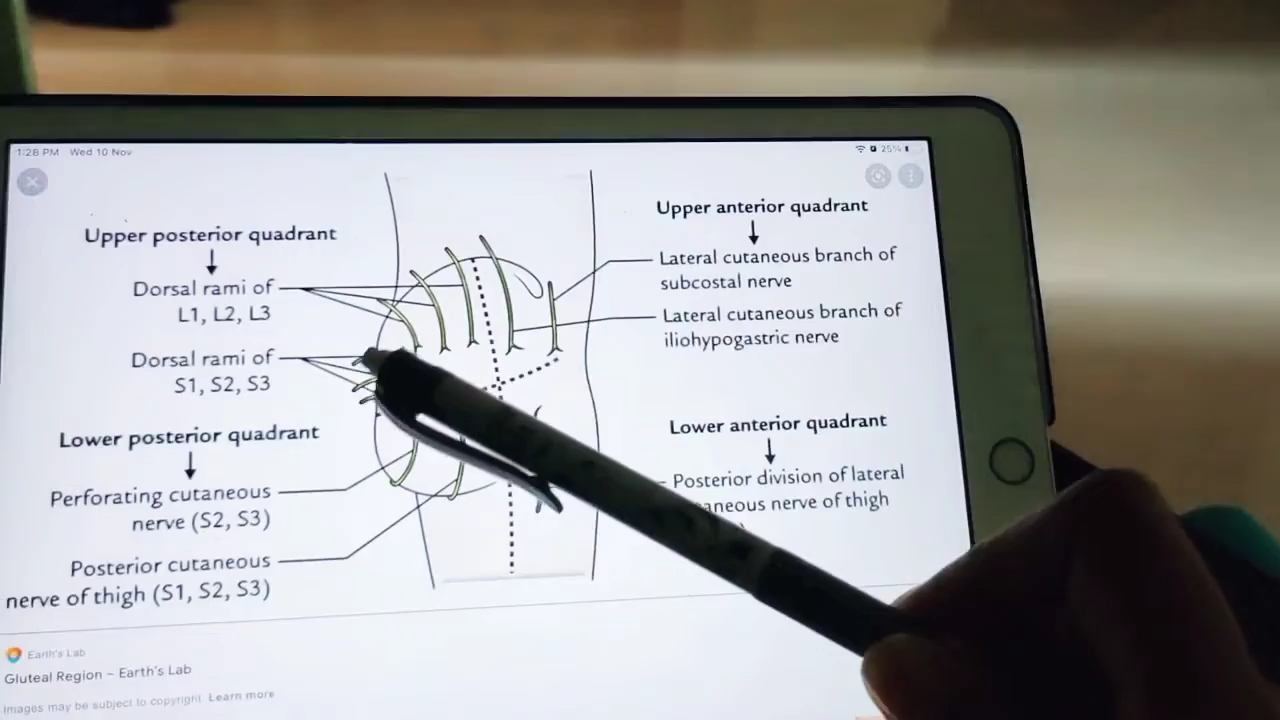 1:28 PM Wed 10 Nov
25%
Upper posterior quadrant
Dorsal rami of
L1, L2, L3
Dorsal rami of
S1, S2, S3
Lower posterior quadrant
Perforating cutaneous
nerve (S2, S3)
Posterior cutaneous
nerve of thigh (S1, S2, S3)
Upper anterior quadrant
Lateral cutaneous branch of
subcostal nerve
Lateral cutaneous branch of
iliohypogastric nerve
Lower anterior quadrant
Posterior division of lateral
aneous nerve of thigh
Earth's Lab
Gluteal Region – Earth's Lab
Images may be subject to copyright. Learn more